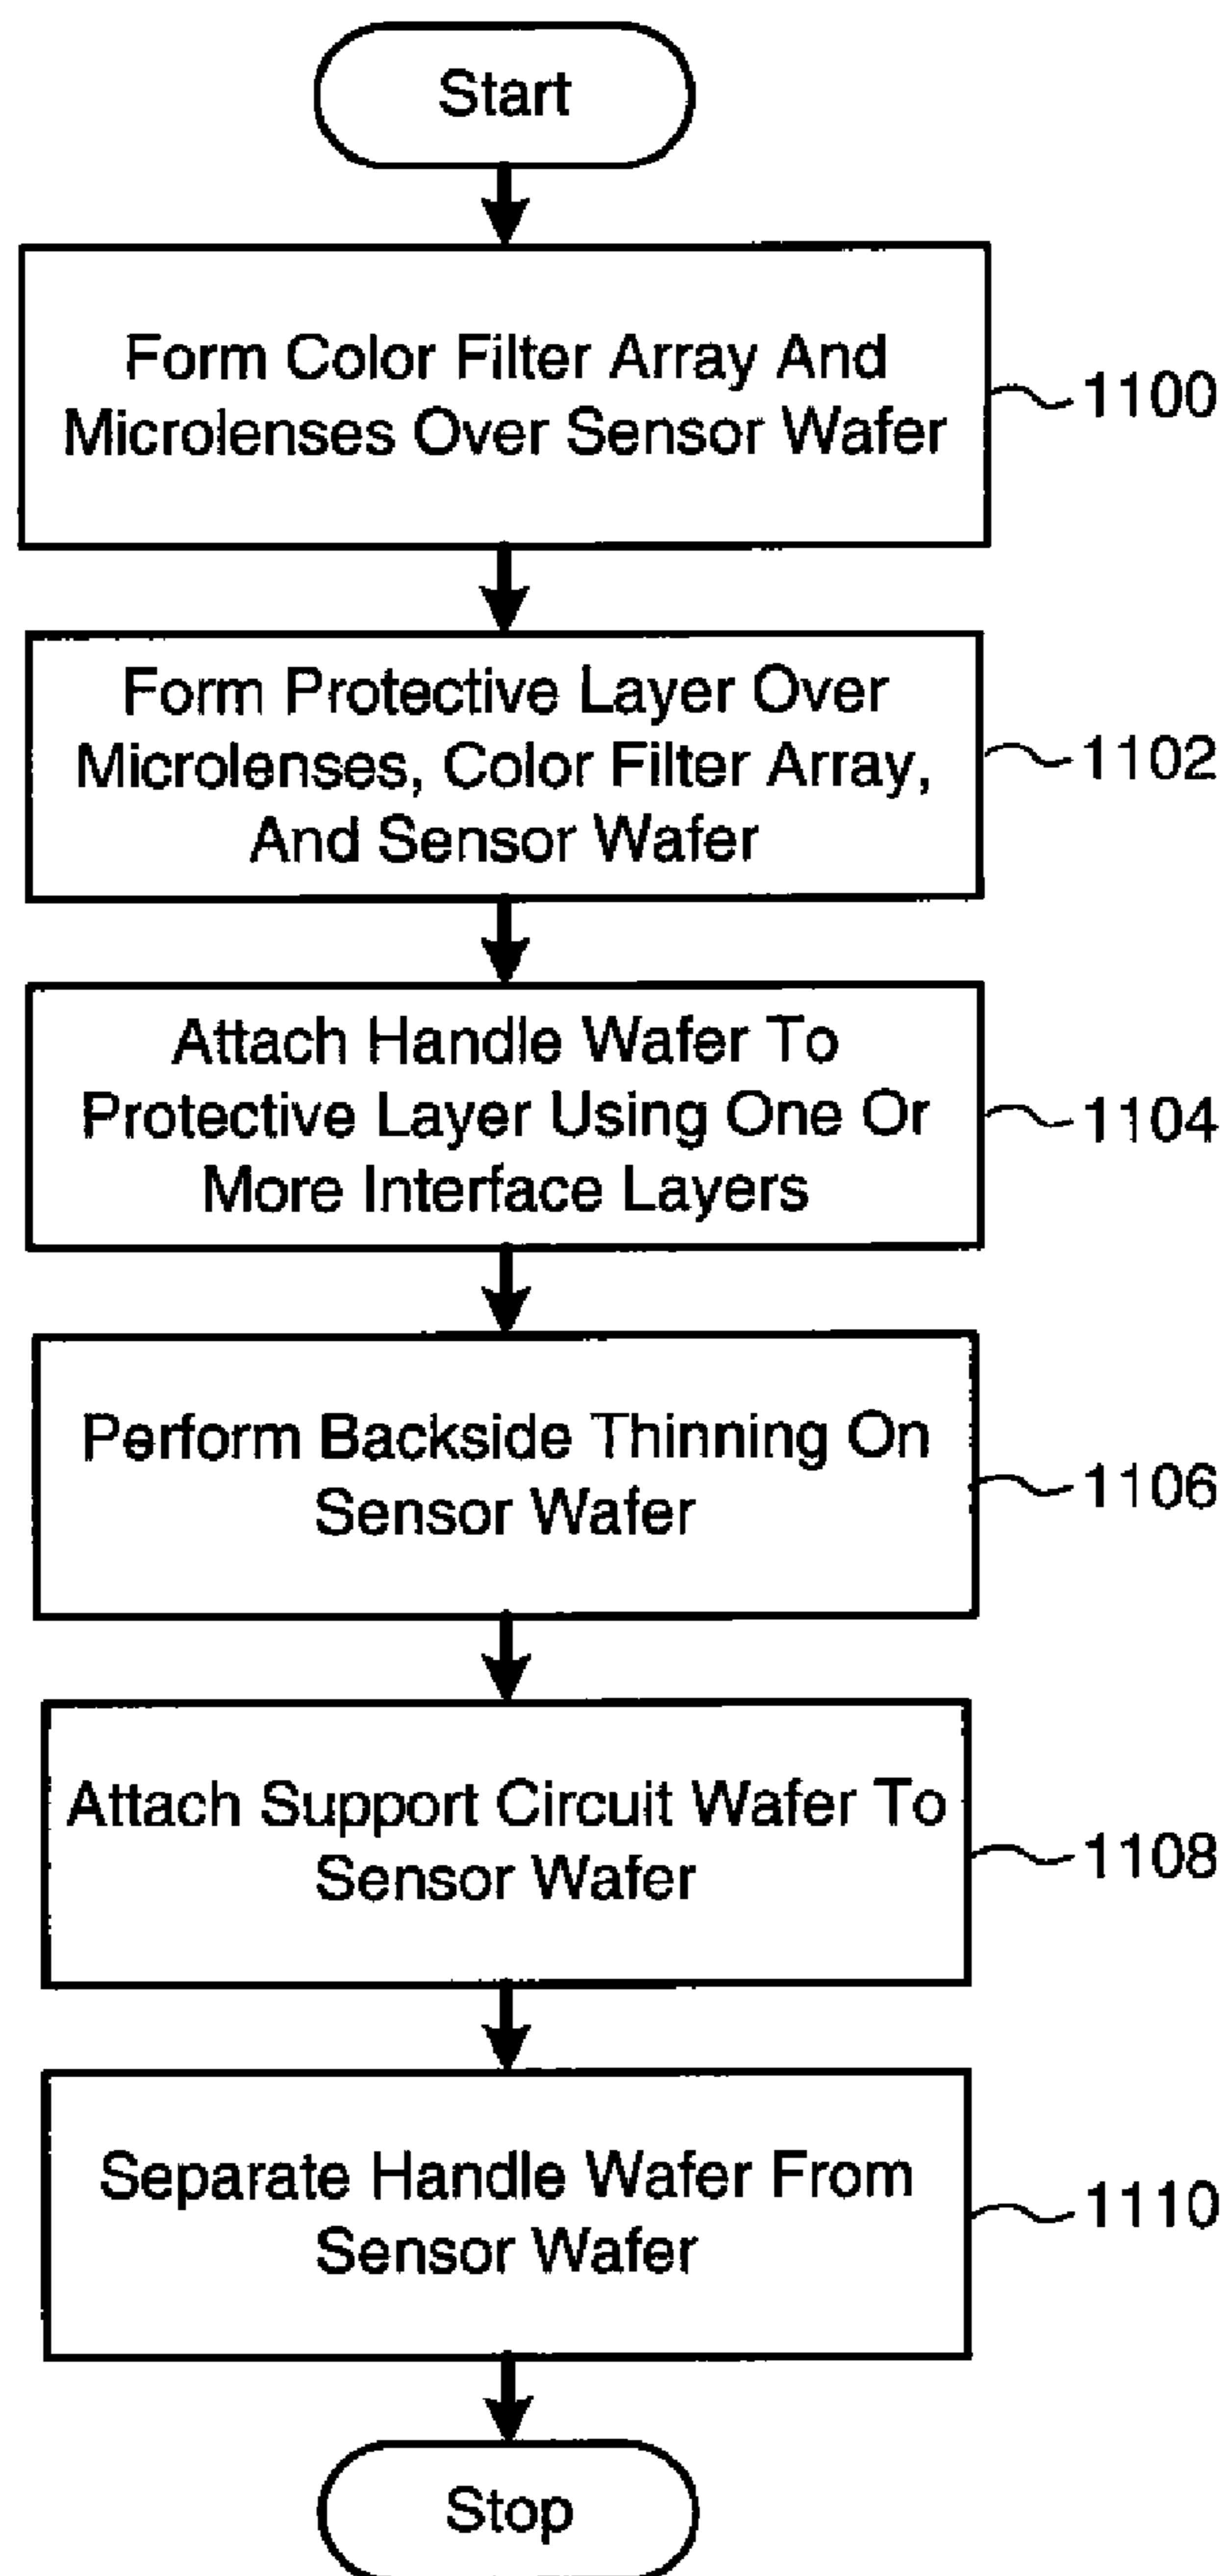 Start
Form Color Filter Array And
Microlenses Over Sensor Wafer
1100
Form Protective Layer Over
Microlenses, Color Filter Array,
And Sensor Wafer
1102
Attach Handle Wafer To
Protective Layer Using One Or
More Interface Layers
1104
Perform Backside Thinning On
Sensor Wafer
1106
Attach Support Circuit Wafer To
Sensor Wafer
1108
Separate Handle Wafer From
Sensor Wafer
1110
Stop